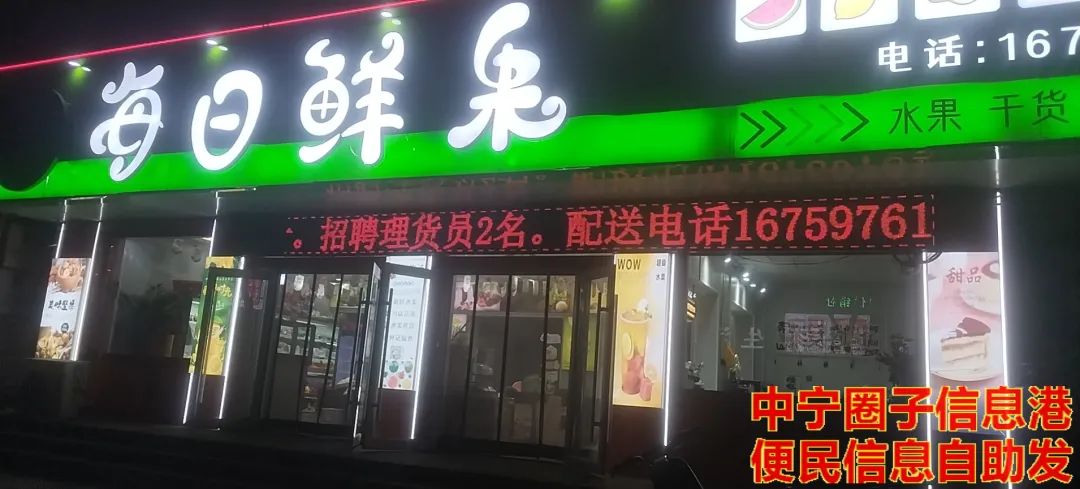 每日鲜果
电话:167
水果 干货
。招聘理货员2名。配送电话16759761
WOW
甜品
中宁圈子信息港
便民信息自助发